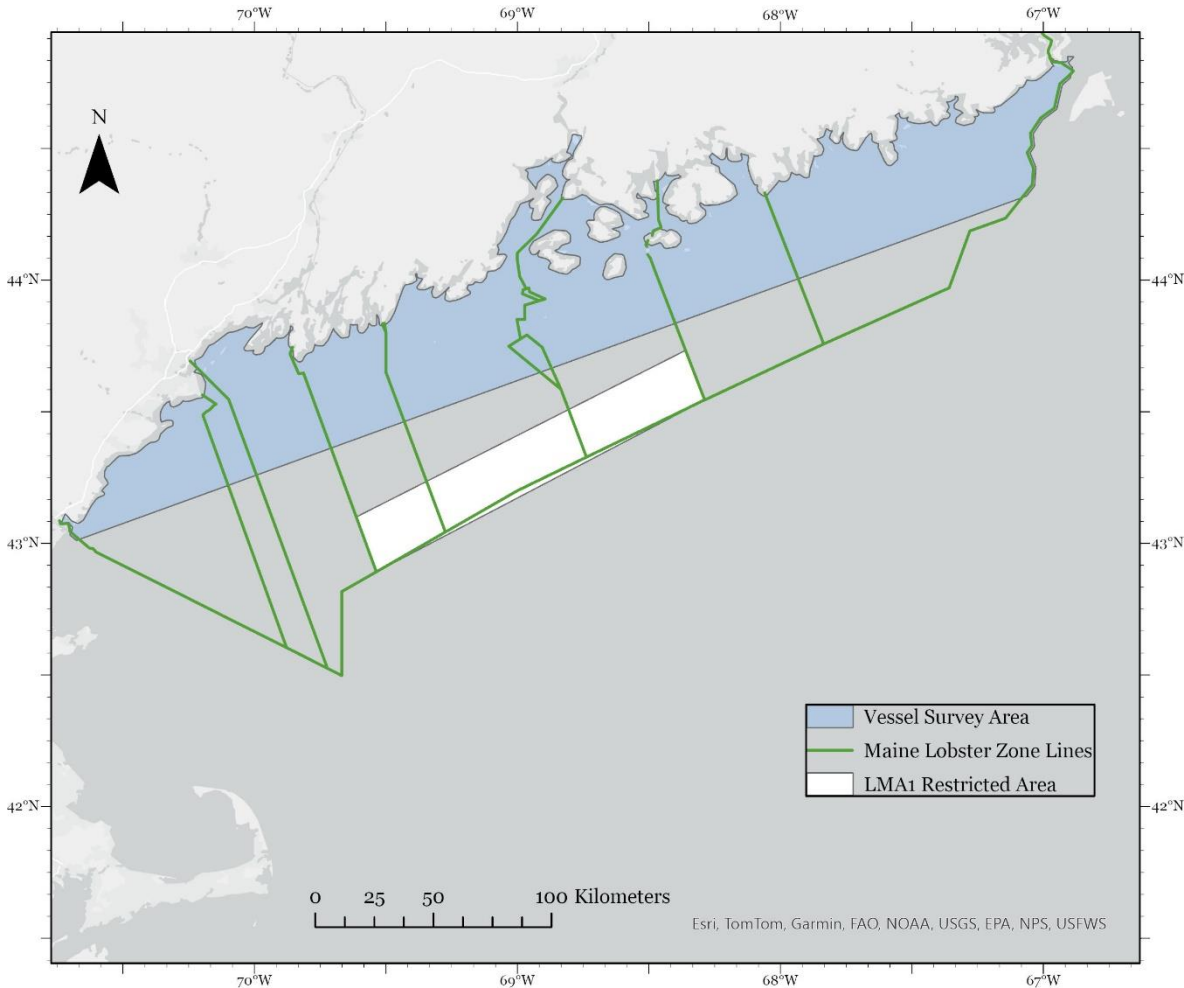 70°W 69°W 68°W 67°W
N
44°N 44°N
43°N 43°N
Vessel Survey Area
Maine Lobster Zone Lines
LMA1 Restricted Area
42°N 42°N
0 25 50 100 Kilometers
Esri, TomTom, Garmin, FAO, NOAA, USGS, EPA, NPS, USFWS
70°W 69°W 68°W 67°W